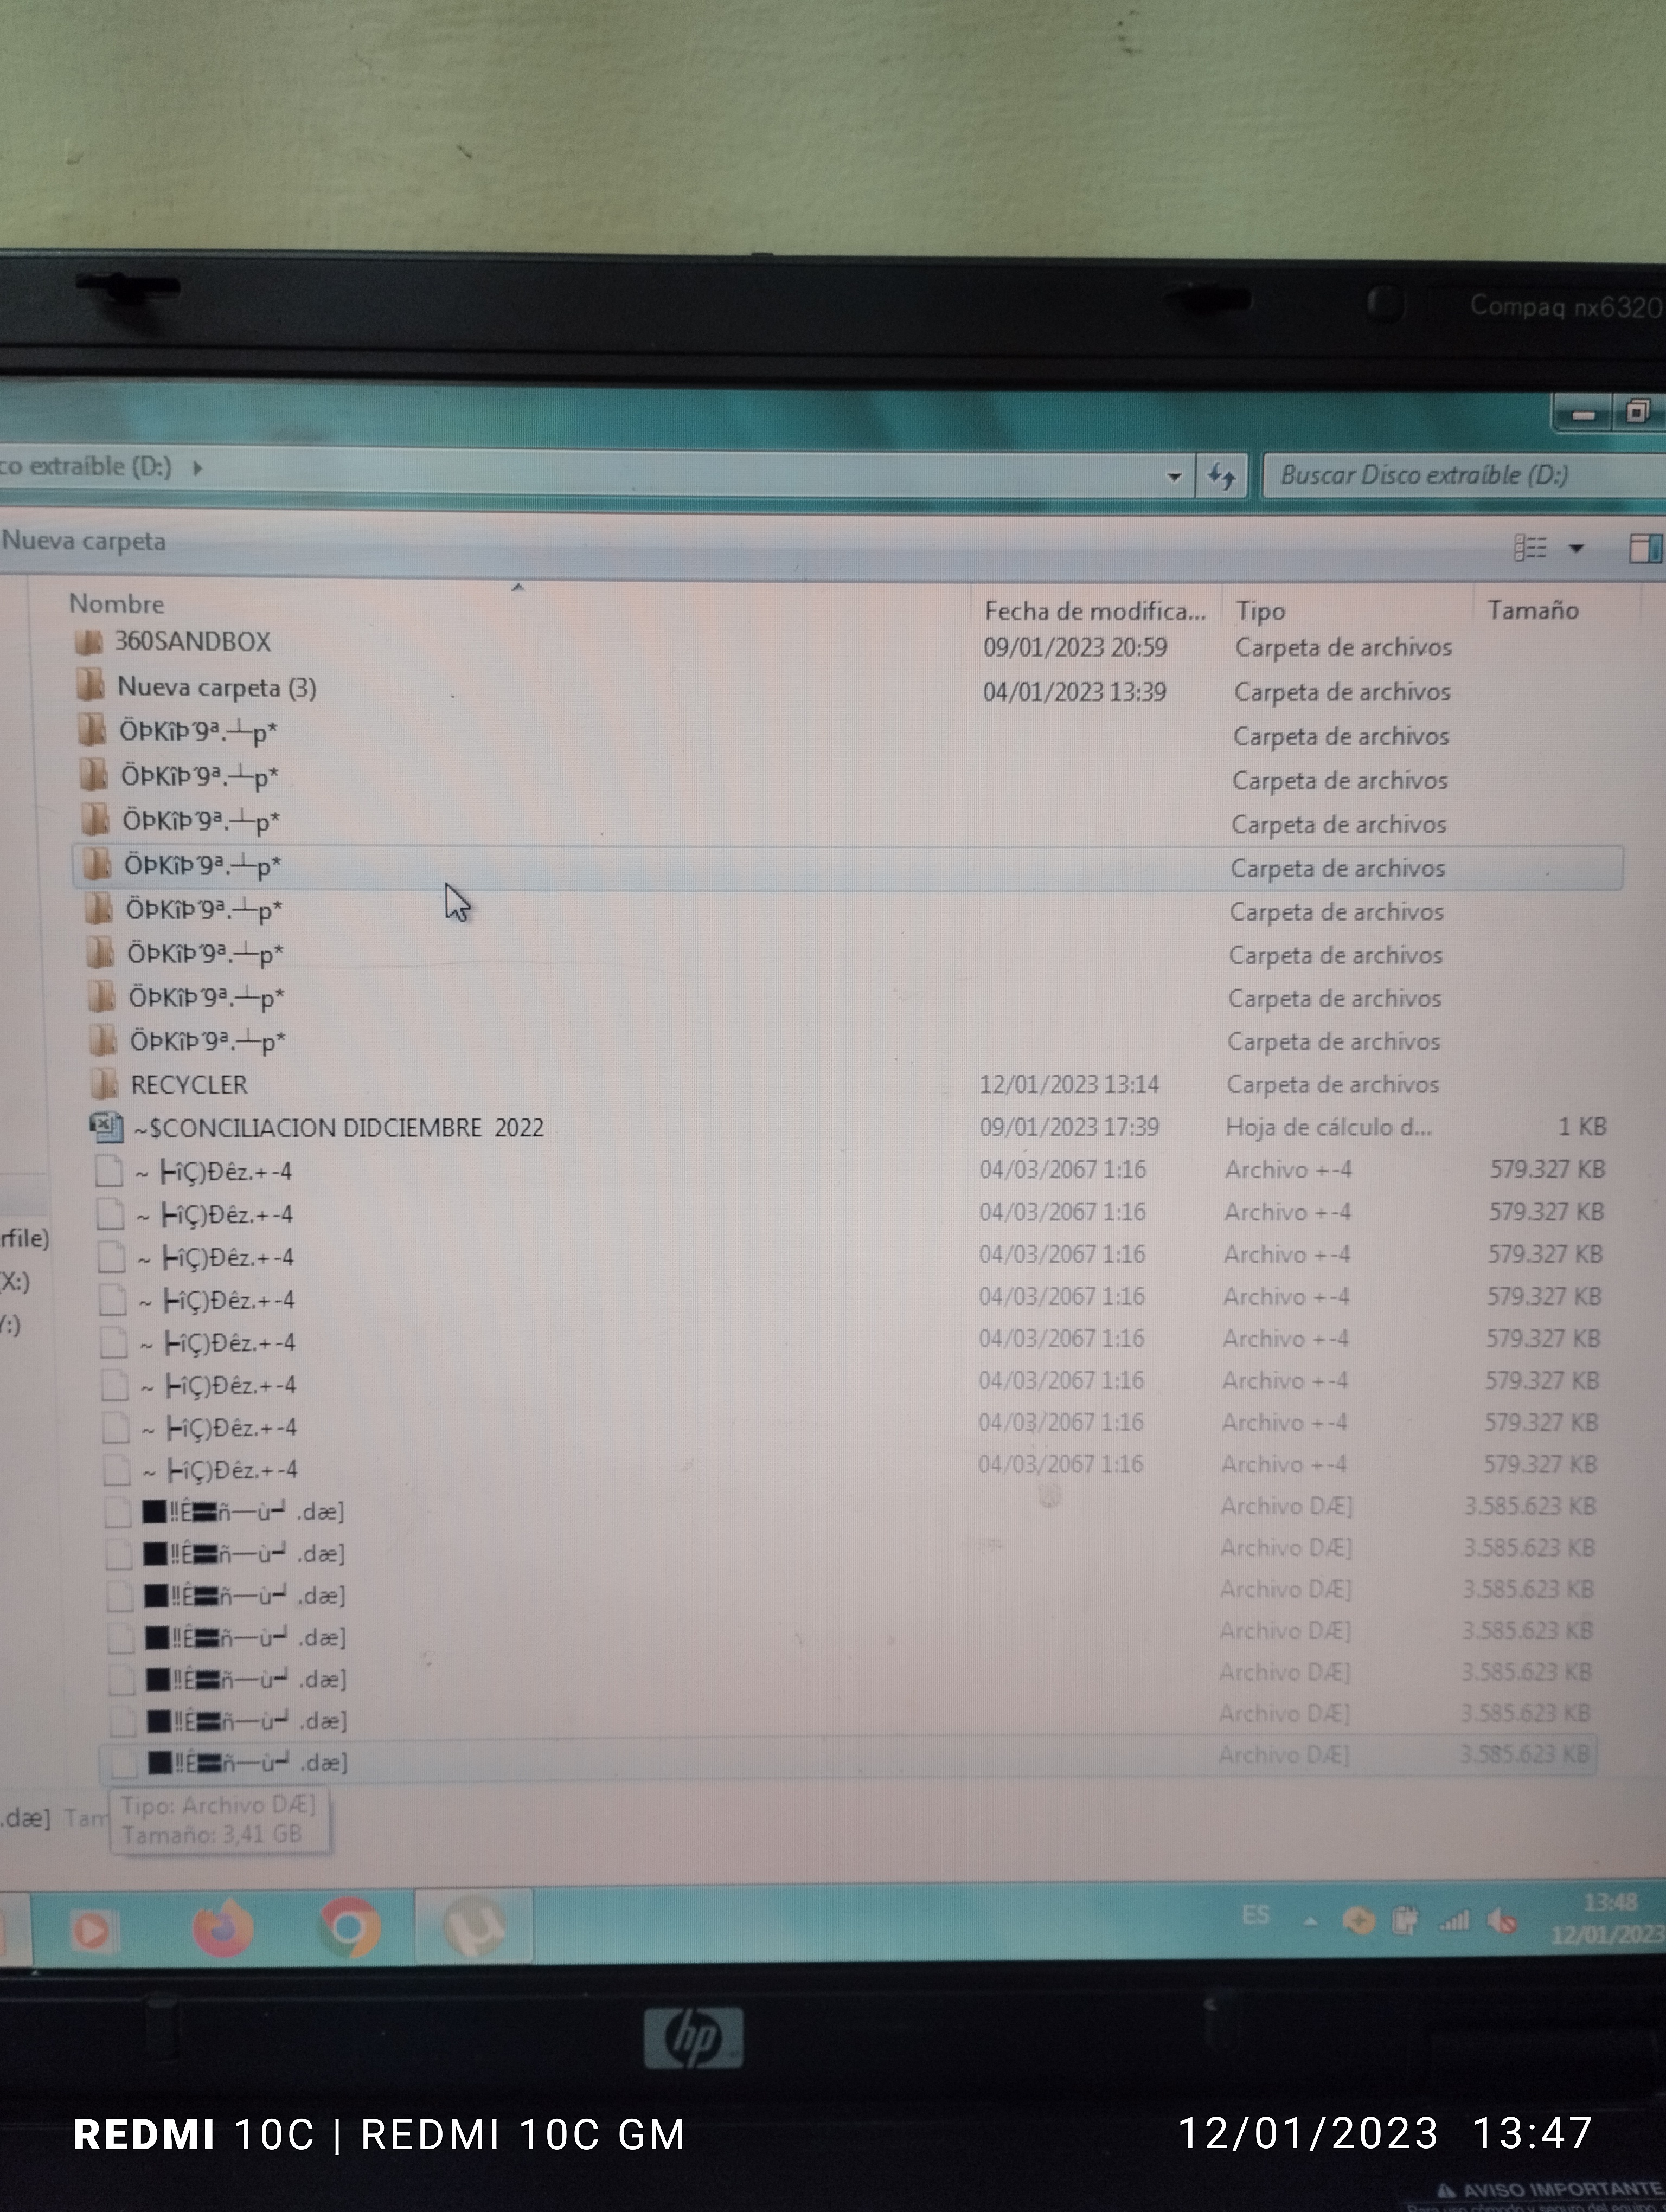 Compaq nx6320
co extraíble (D:)
Buscar Disco extraíble (D:)
Nueva carpeta
Nombre Fecha de modifica... Tipo Tamaño
360SANDBOX 09/01/2023 20:59 Carpeta de archivos
Nueva carpeta (3) 04/01/2023 13:39 Carpeta de archivos
ÖÞKîÞ´9ª.┴p* Carpeta de archivos
ÖÞKîÞ´9ª.┴p* Carpeta de archivos
ÖÞKîÞ´9ª.┴p* Carpeta de archivos
ÖÞKîÞ´9ª.┴p* Carpeta de archivos
ÖÞKîÞ´9ª.┴p* Carpeta de archivos
ÖÞKîÞ´9ª.┴p* Carpeta de archivos
ÖÞKîÞ´9ª.┴p* Carpeta de archivos
ÖÞKîÞ´9ª.┴p* Carpeta de archivos
RECYCLER 12/01/2023 13:14 Carpeta de archivos
~$CONCILIACION DIDCIEMBRE 2022 09/01/2023 17:39 Hoja de cálculo d... 1 KB
~ ├îÇ)Ðêz.+-4 04/03/2067 1:16 Archivo +-4 579.327 KB
~ ├îÇ)Ðêz.+-4 04/03/2067 1:16 Archivo +-4 579.327 KB
~ ├îÇ)Ðêz.+-4 04/03/2067 1:16 Archivo +-4 579.327 KB
~ ├îÇ)Ðêz.+-4 04/03/2067 1:16 Archivo +-4 579.327 KB
~ ├îÇ)Ðêz.+-4 04/03/2067 1:16 Archivo +-4 579.327 KB
~ ├îÇ)Ðêz.+-4 04/03/2067 1:16 Archivo +-4 579.327 KB
~ ├îÇ)Ðêz.+-4 04/03/2067 1:16 Archivo +-4 579.327 KB
~ ├îÇ)Ðêz.+-4 04/03/2067 1:16 Archivo +-4 579.327 KB
■‼Ê〓ñ—ù┘ .dæ] Archivo DÆ] 3.585.623 KB
■‼Ê〓ñ—ù┘ .dæ] Archivo DÆ] 3.585.623 KB
■‼Ê〓ñ—ù┘ .dæ] Archivo DÆ] 3.585.623 KB
■‼Ê〓ñ—ù┘ .dæ] Archivo DÆ] 3.585.623 KB
■‼Ê〓ñ—ù┘ .dæ] Archivo DÆ] 3.585.623 KB
■‼Ê〓ñ—ù┘ .dæ] Archivo DÆ] 3.585.623 KB
■‼Ê〓ñ—ù┘ .dæ] Archivo DÆ] 3.585.623 KB
rfile)
X:)
Y:)
.dæ] Tam
Tipo: Archivo DÆ]
Tamaño: 3,41 GB
ES
13:48
12/01/2023
hp
REDMI 10C | REDMI 10C GM
12/01/2023 13:47
AVISO IMPORTANTE